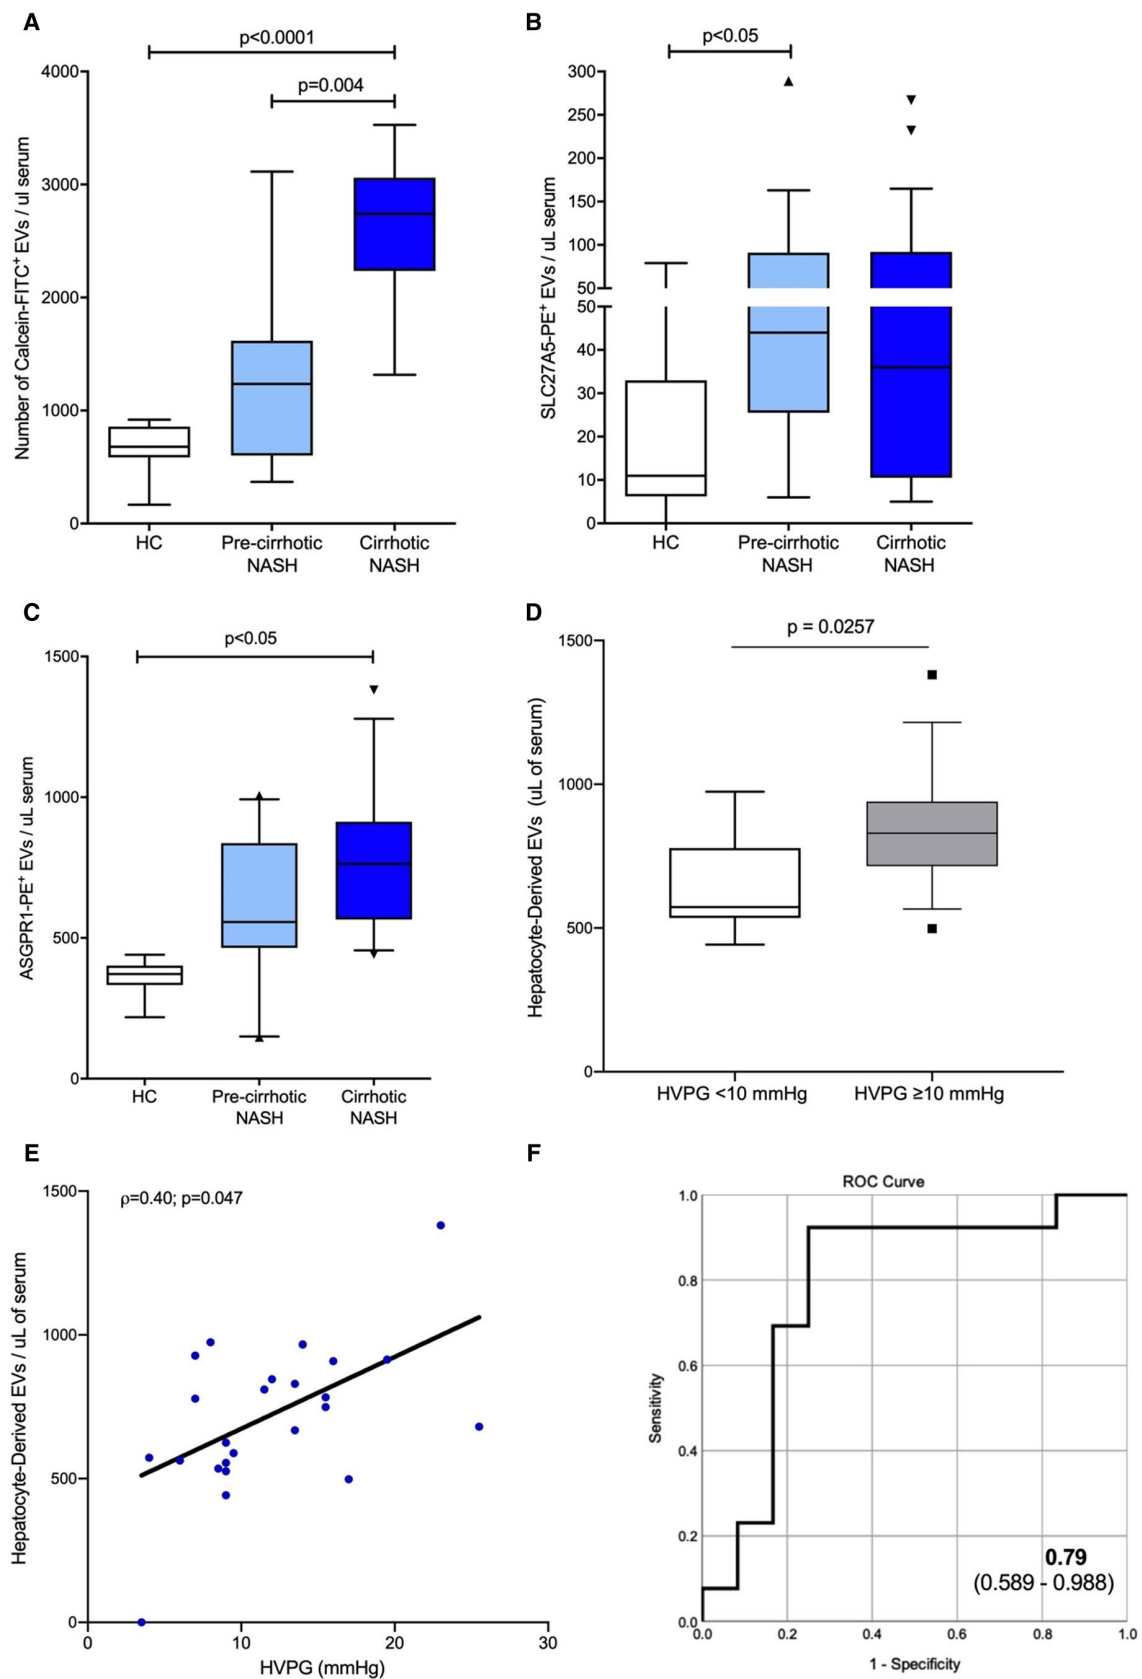 A
p<0.0001
p=0.004
4000
3000
2000
1000
0
Number of Calcein-FITC+ EVs / ul serum
HC
Pre-cirrhotic
NASH
Cirrhotic
NASH
B
p<0.05
300
250
200
150
100
50
50
40
30
20
10
0
SLC27A5-PE+ EVs / uL serum
HC
Pre-cirrhotic
NASH
Cirrhotic
NASH
C
p<0.05
1500
1000
500
0
ASGPR1-PE+ EVs / uL serum
HC
Pre-cirrhotic
NASH
Cirrhotic
NASH
D
p = 0.0257
1500
1000
500
0
Hepatocyte-Derived EVs (uL of serum)
HVPG <10 mmHg
HVPG ≥10 mmHg
E
ρ=0.40; p=0.047
1500
1000
500
0
Hepatocyte-Derived EVs / uL of serum
0
10
20
30
HVPG (mmHg)
F
ROC Curve
1.0
0.8
0.6
0.4
0.2
0.0
Sensitivity
0.79
(0.589 - 0.988)
0.0
0.2
0.4
0.6
0.8
1.0
1 - Specificity